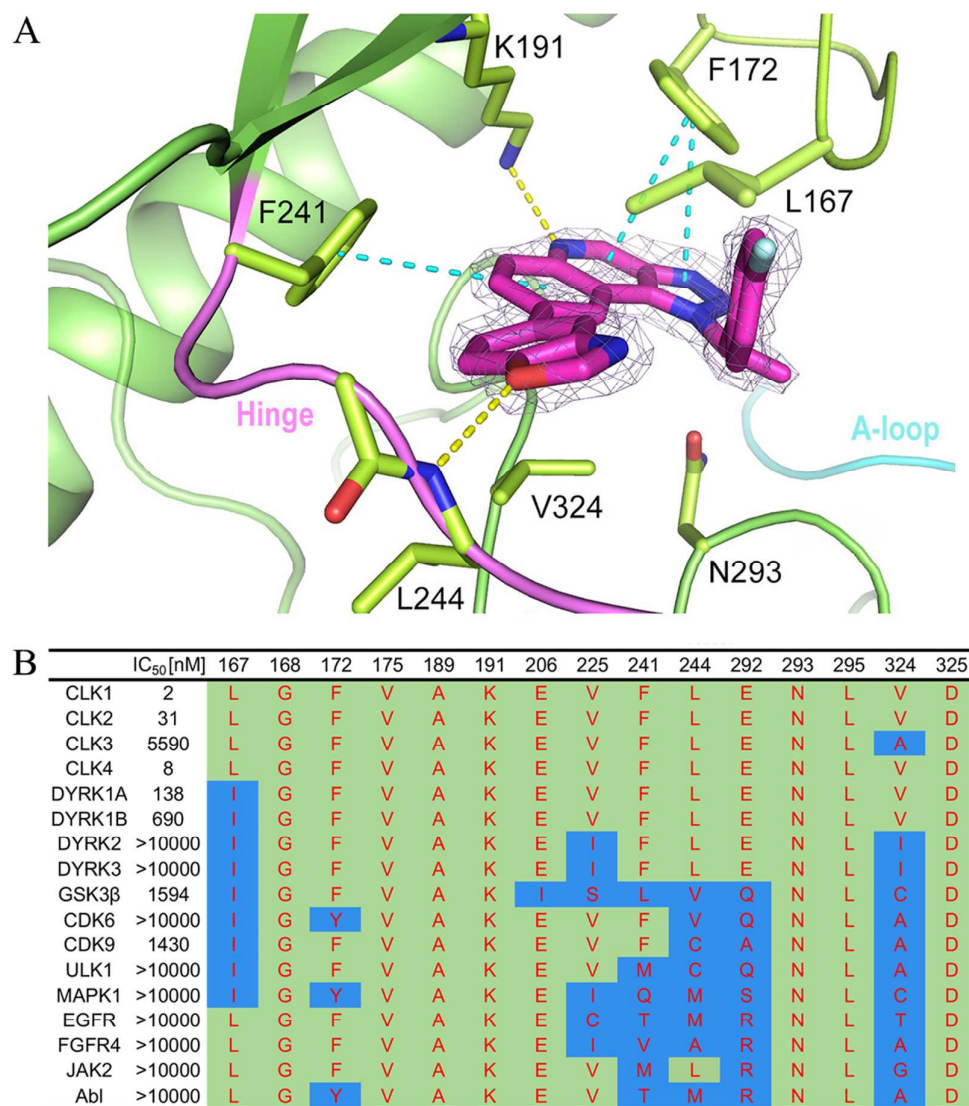 A
K191
F172
L167
F241
Hinge
A-loop
V324
N293
L244
B
IC50 [nM] 167 168 172 175 189 191 206 225 241 244 292 293 295 324 325
CLK1 2 L G F V A K E V F L E N L V D
CLK2 31 L G F V A K E V F L E N L V D
CLK3 5590 L G F V A K E V F L E N L A D
CLK4 8 L G F V A K E V F L E N L V D
DYRK1A 138 I G F V A K E V F L E N L V D
DYRK1B 690 I G F V A K E V F L E N L V D
DYRK2 >10000 I G F V A K E I F L E N L I D
DYRK3 >10000 I G F V A K E I F L E N L I D
GSK3β 1594 I G F V A K I S L V Q N L C D
CDK6 >10000 I G Y V A K E V F V Q N L A D
CDK9 1430 I G F V A K E V F C A N L A D
ULK1 >10000 I G F V A K E V M C Q N L A D
MAPK1 >10000 I G Y V A K E I Q M S N L C D
EGFR >10000 L G F V A K E C T M R N L T D
FGFR4 >10000 L G F V A K E I V A R N L A D
JAK2 >10000 L G F V A K E V M L R N L G D
Abl >10000 L G Y V A K E V T M R N L A D